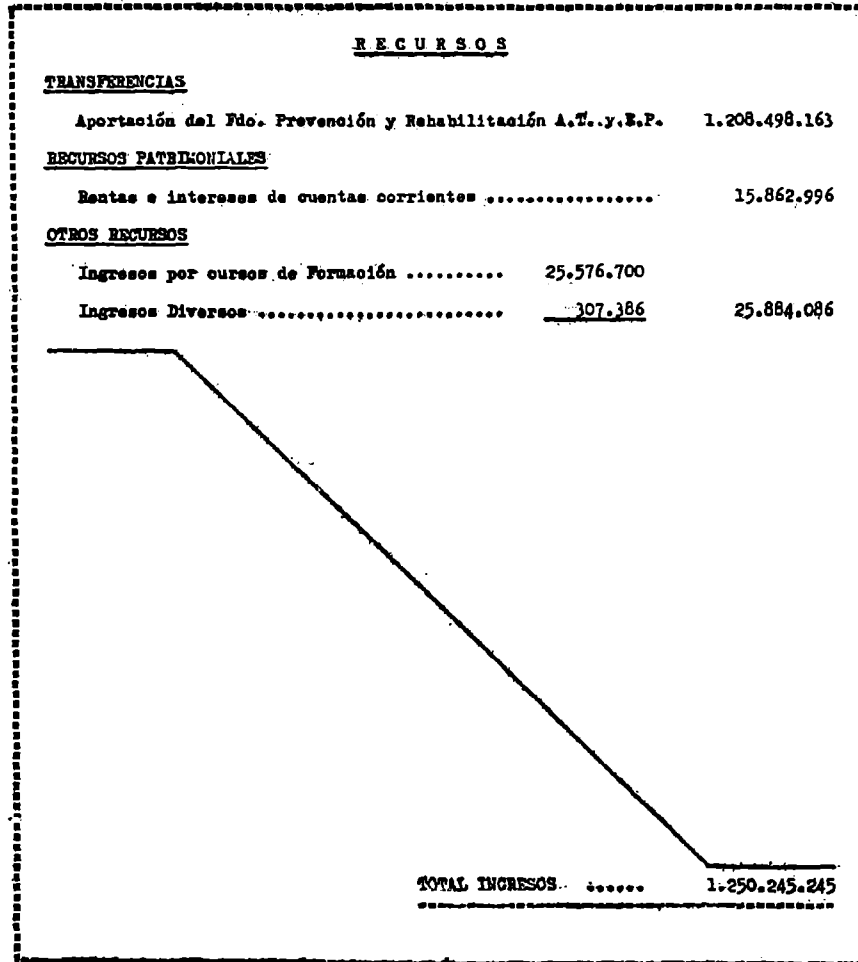 R E C U R S O S
TRANSFERENCIAS
Aportación del Fdo. Prevención y Rehabilitación A.T. y E.P. 1.208.498.163
RECURSOS PATRIMONIALES
Rentas e intereses de cuentas corrientes ................. 15.862.996
OTROS RECURSOS
Ingresos por cursos de Formación .......... 25.576.700
Ingresos Diversos ......................... 307.386 25.884.086
TOTAL INGRESOS ...... 1.250.245.245